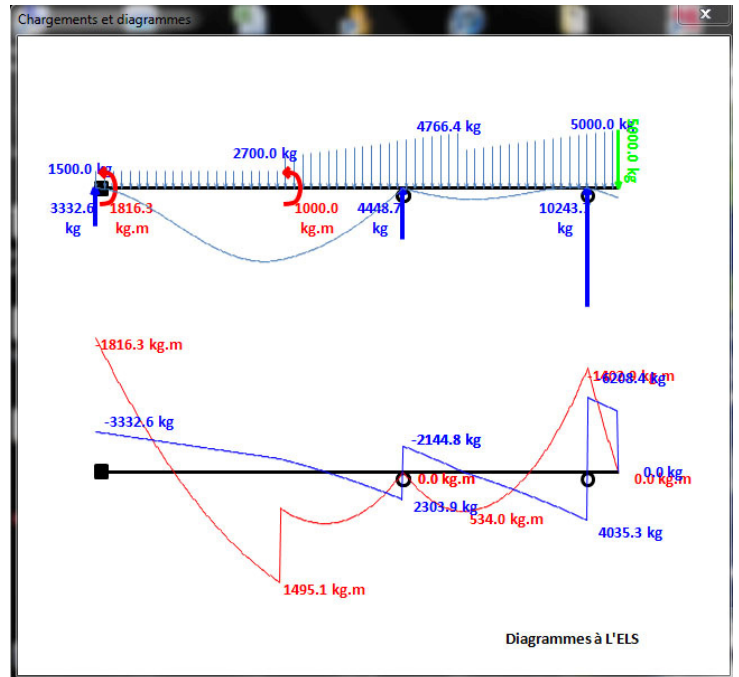 Chargements et diagrammes
x
5000.0 kg
4766.4 kg
2700.0 kg
1500.0 kg
3332.6 kg
1816.3 kg.m
1000.0 kg.m
4448.7 kg
10243. kg
-1816.3 kg.m
-3332.6 kg
-2144.8 kg
0.0 kg.m
2303.9 kg
534.0 kg.m
-6208.4 kg
0.0 kg
0.0 kg.m
4035.3 kg
1495.1 kg.m
Diagrammes à L'ELS